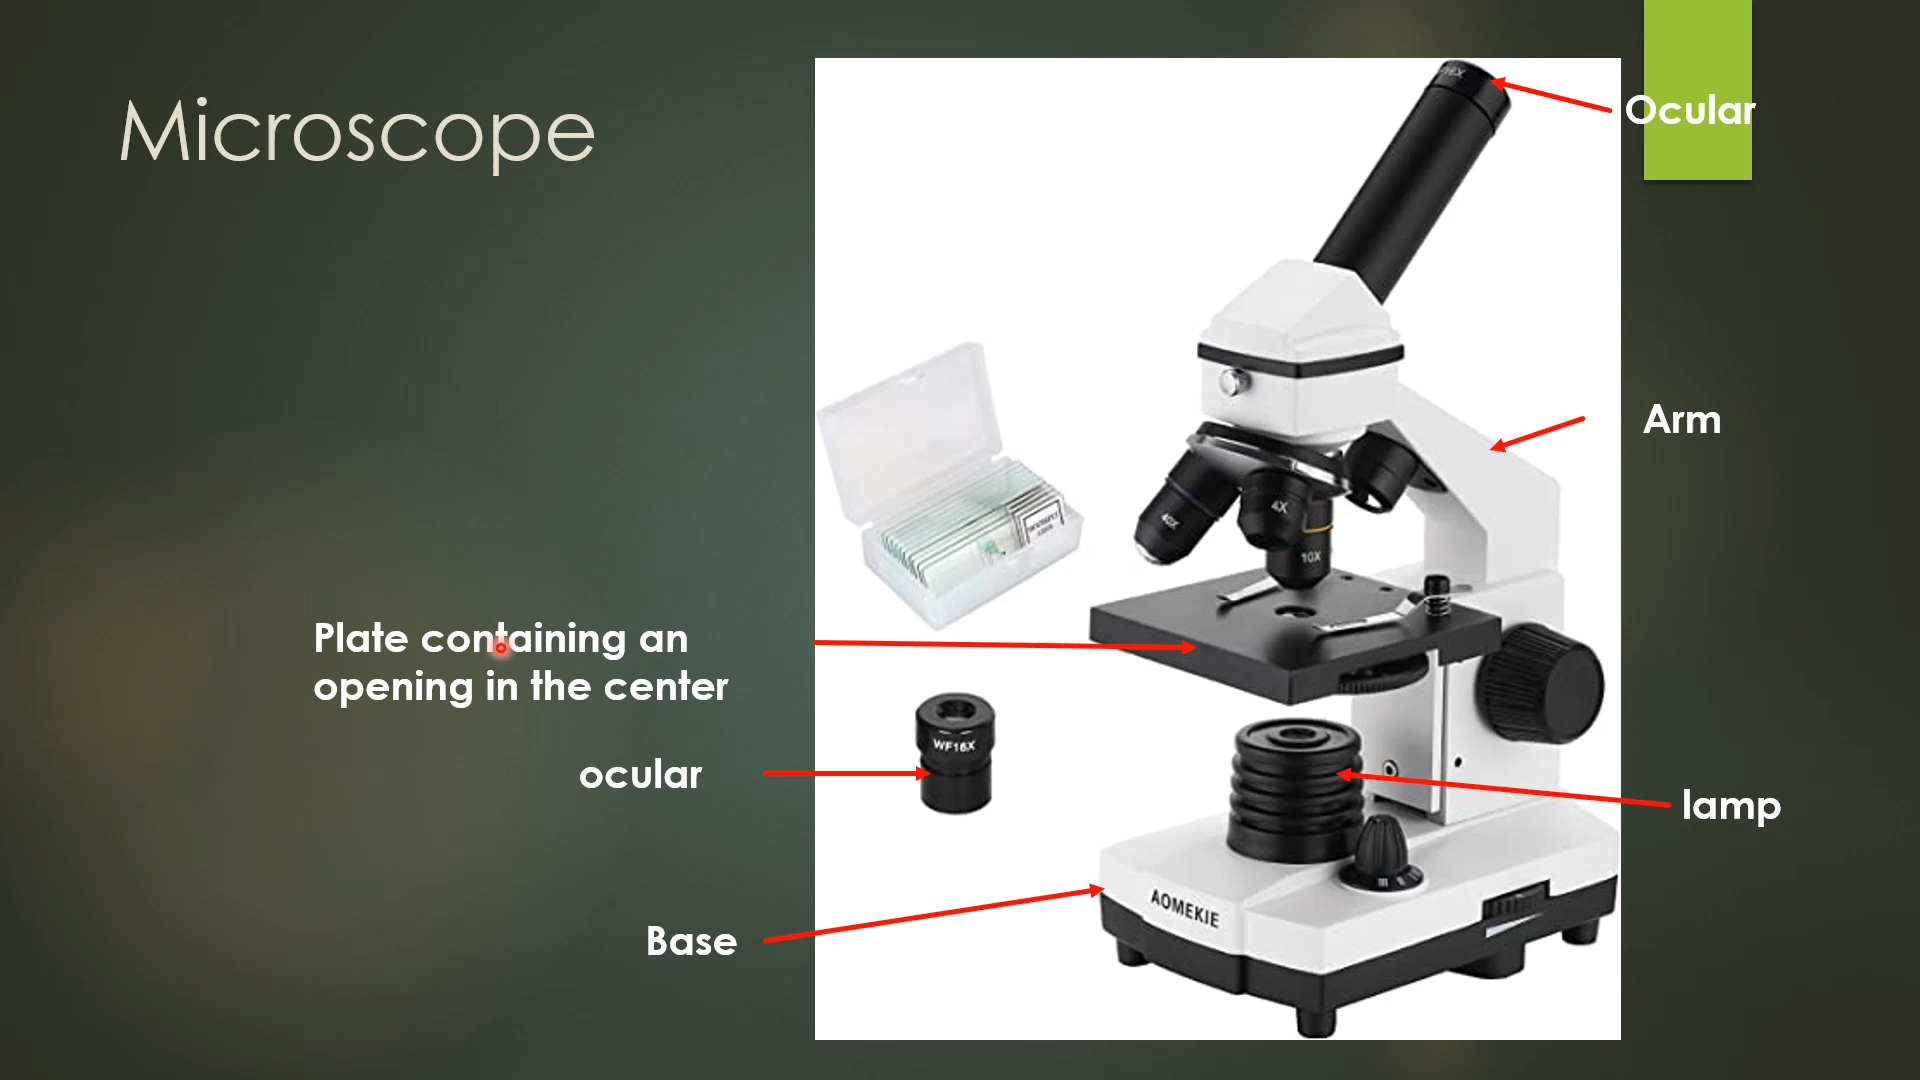 Microscope
Ocular
Arm
40X
4X
10X
Plate containing an
opening in the center
WF16X
ocular
lamp
AOMEKIE
Base